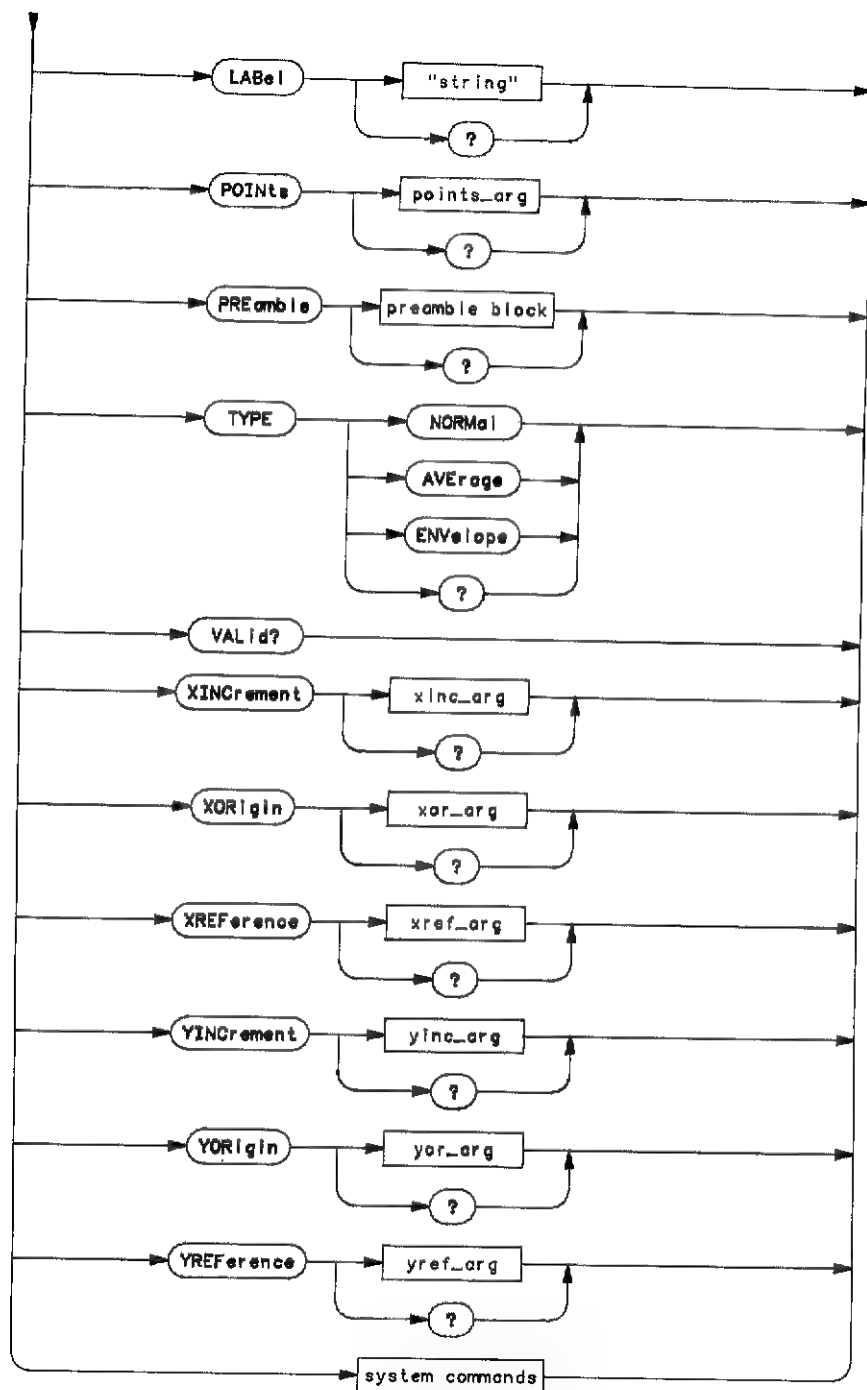 LABel "string"
?
POINts points_arg
?
PREamble preamble block
?
TYPE NORMal
AVErage
ENVelope
?
VALid?
XINCrement xinc_arg
?
XORigin xor_arg
?
XREFerence xref_arg
?
YINCrement yinc_arg
?
YORigin yor_arg
?
YREFerence yref_arg
?
system commands